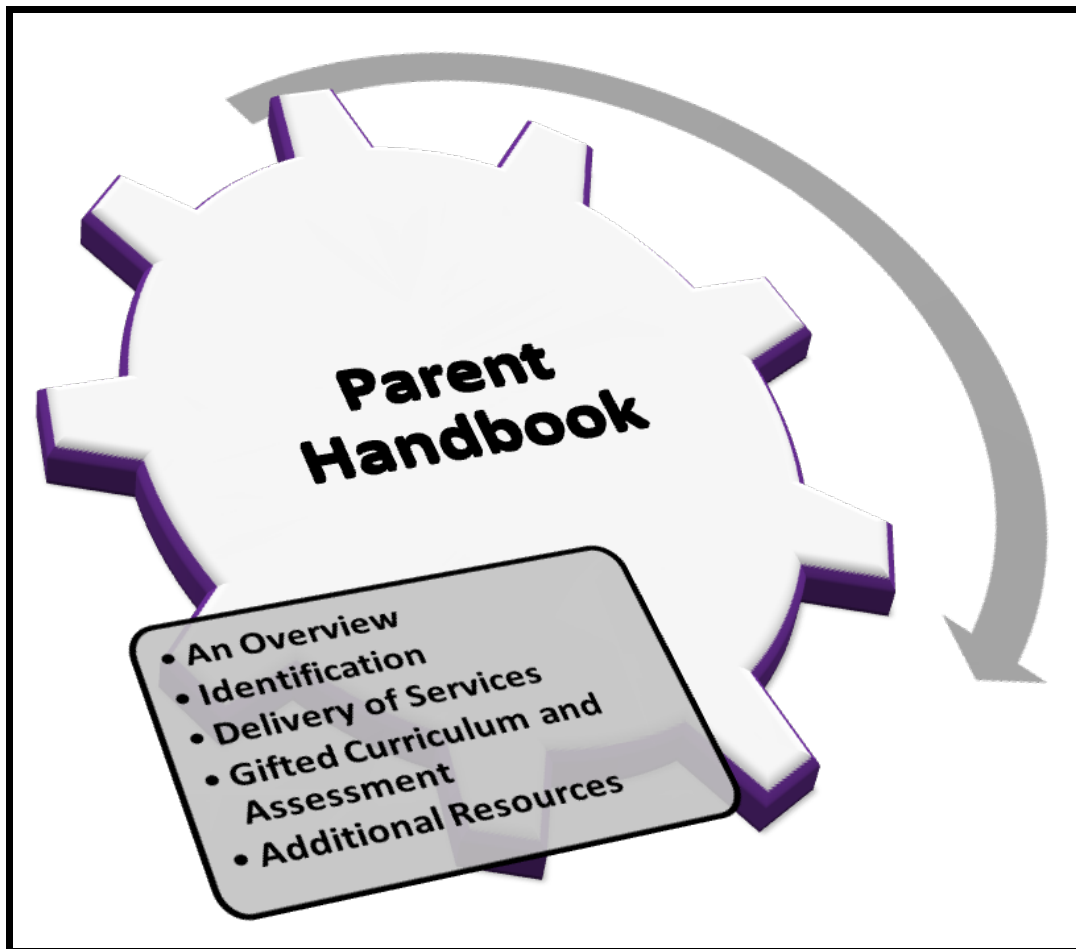 Parent
Handbook
• An Overview
• Identification
• Delivery of Services
• Gifted Curriculum and
Assessment
• Additional Resources